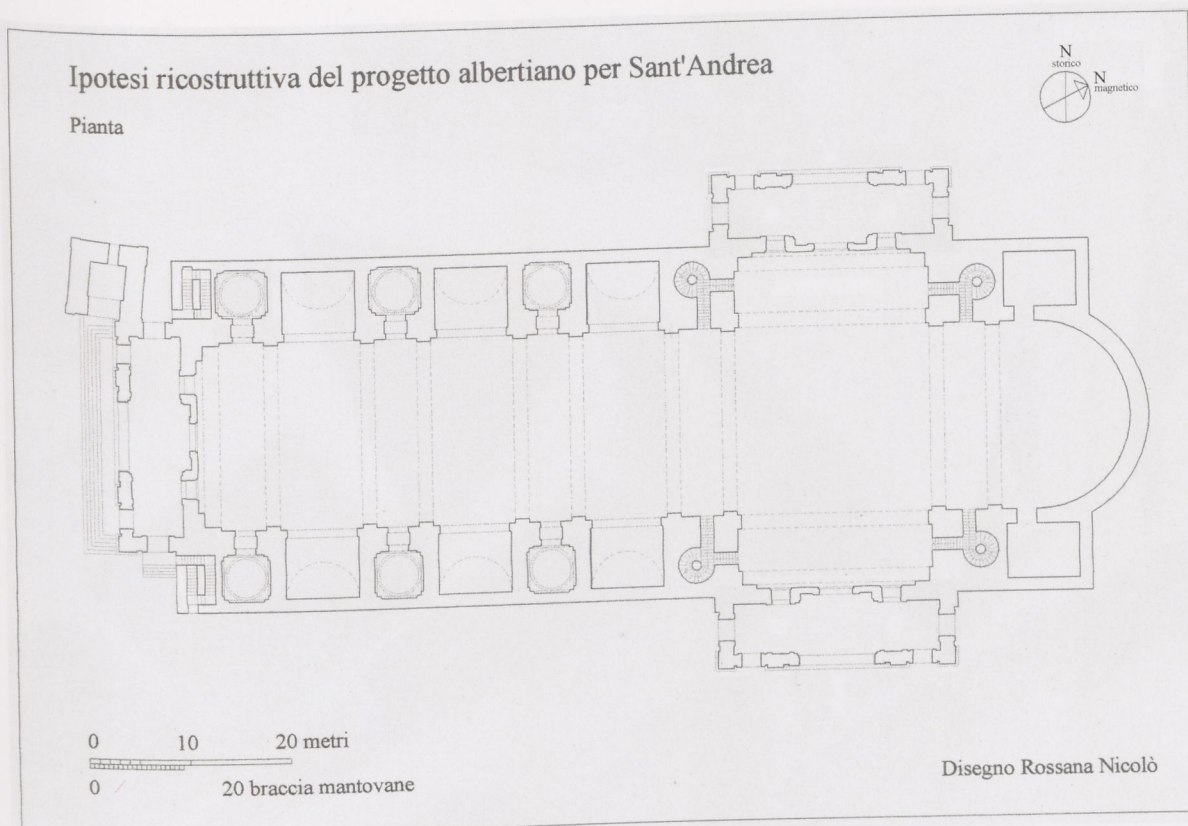 Ipotesi ricostruttiva del progetto albertiano per Sant'Andrea
Pianta
N
storico
N
magnetico
0 10 20 metri
0 20 braccia mantovane
Disegno Rossana Nicolò